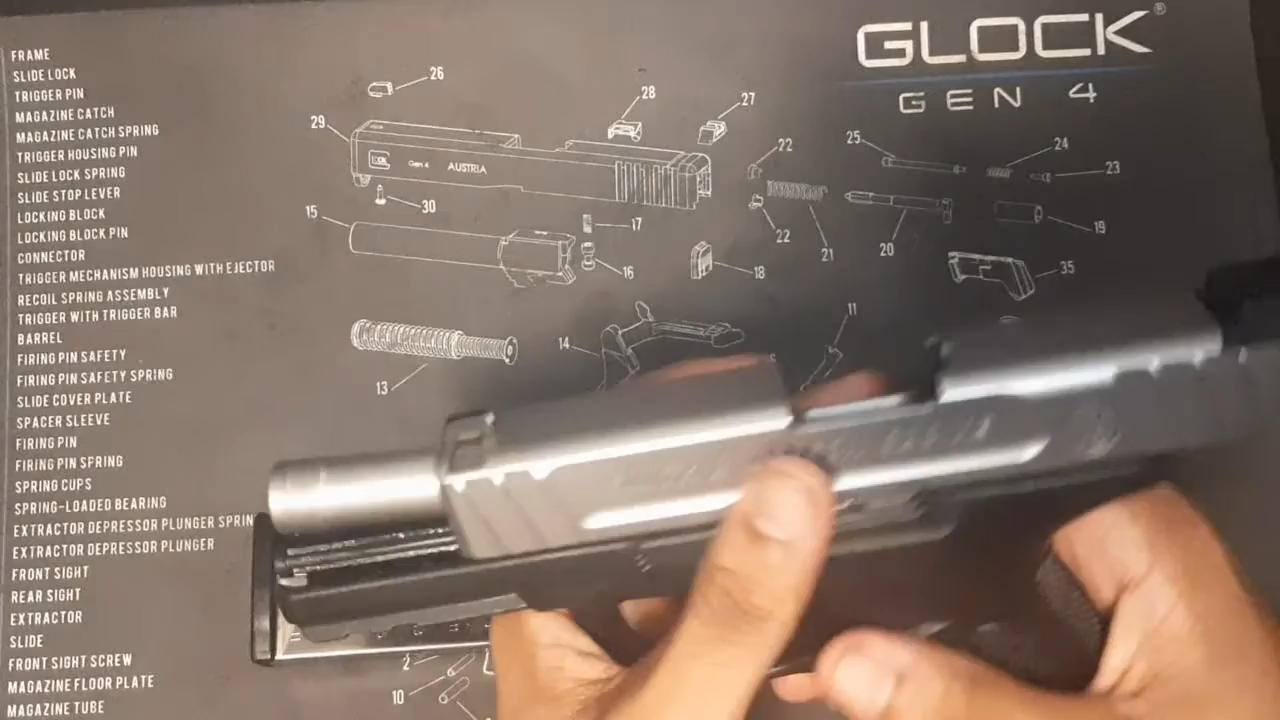 GLOCK®
GEN 4
FRAME
SLIDE LOCK
TRIGGER PIN
MAGAZINE CATCH
MAGAZINE CATCH SPRING
TRIGGER HOUSING PIN
SLIDE LOCK SPRING
SLIDE STOP LEVER
LOCKING BLOCK
LOCKING BLOCK PIN
CONNECTOR
TRIGGER MECHANISM HOUSING WITH EJECTOR
RECOIL SPRING ASSEMBLY
TRIGGER WITH TRIGGER BAR
BARREL
FIRING PIN SAFETY
FIRING PIN SAFETY SPRING
SLIDE COVER PLATE
SPACER SLEEVE
FIRING PIN
FIRING PIN SPRING
SPRING CUPS
SPRING-LOADED BEARING
EXTRACTOR DEPRESSOR PLUNGER SPRIN
EXTRACTOR DEPRESSOR PLUNGER
FRONT SIGHT
REAR SIGHT
EXTRACTOR
SLIDE
FRONT SIGHT SCREW
MAGAZINE FLOOR PLATE
MAGAZINE TUBE
26
28
27
29
22
25
24
23
GLOCK Gen 4 AUSTRIA
30
15
17
22
21
20
19
16
18
35
14
11
13
2
10